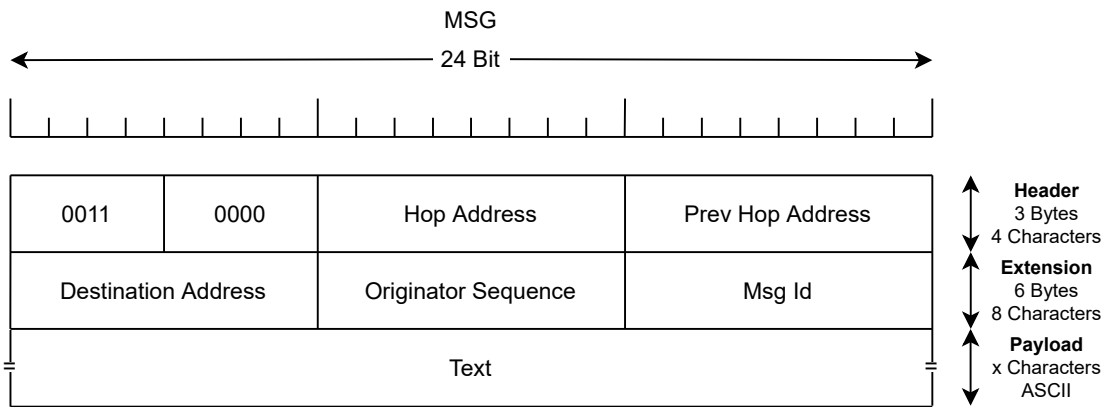 MSG
24 Bit
0011
0000
Hop Address
Prev Hop Address
Header
3 Bytes
4 Characters
Destination Address
Originator Sequence
Msg Id
Extension
6 Bytes
8 Characters
Text
Payload
x Characters
ASCII